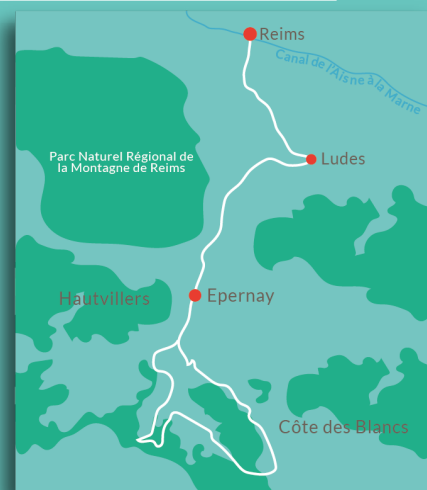 Reims
Canal de l'Aisne à la Marne
Parc Naturel Régional de
la Montagne de Reims
Ludes
Hautvillers
Epernay
Côte des Blancs